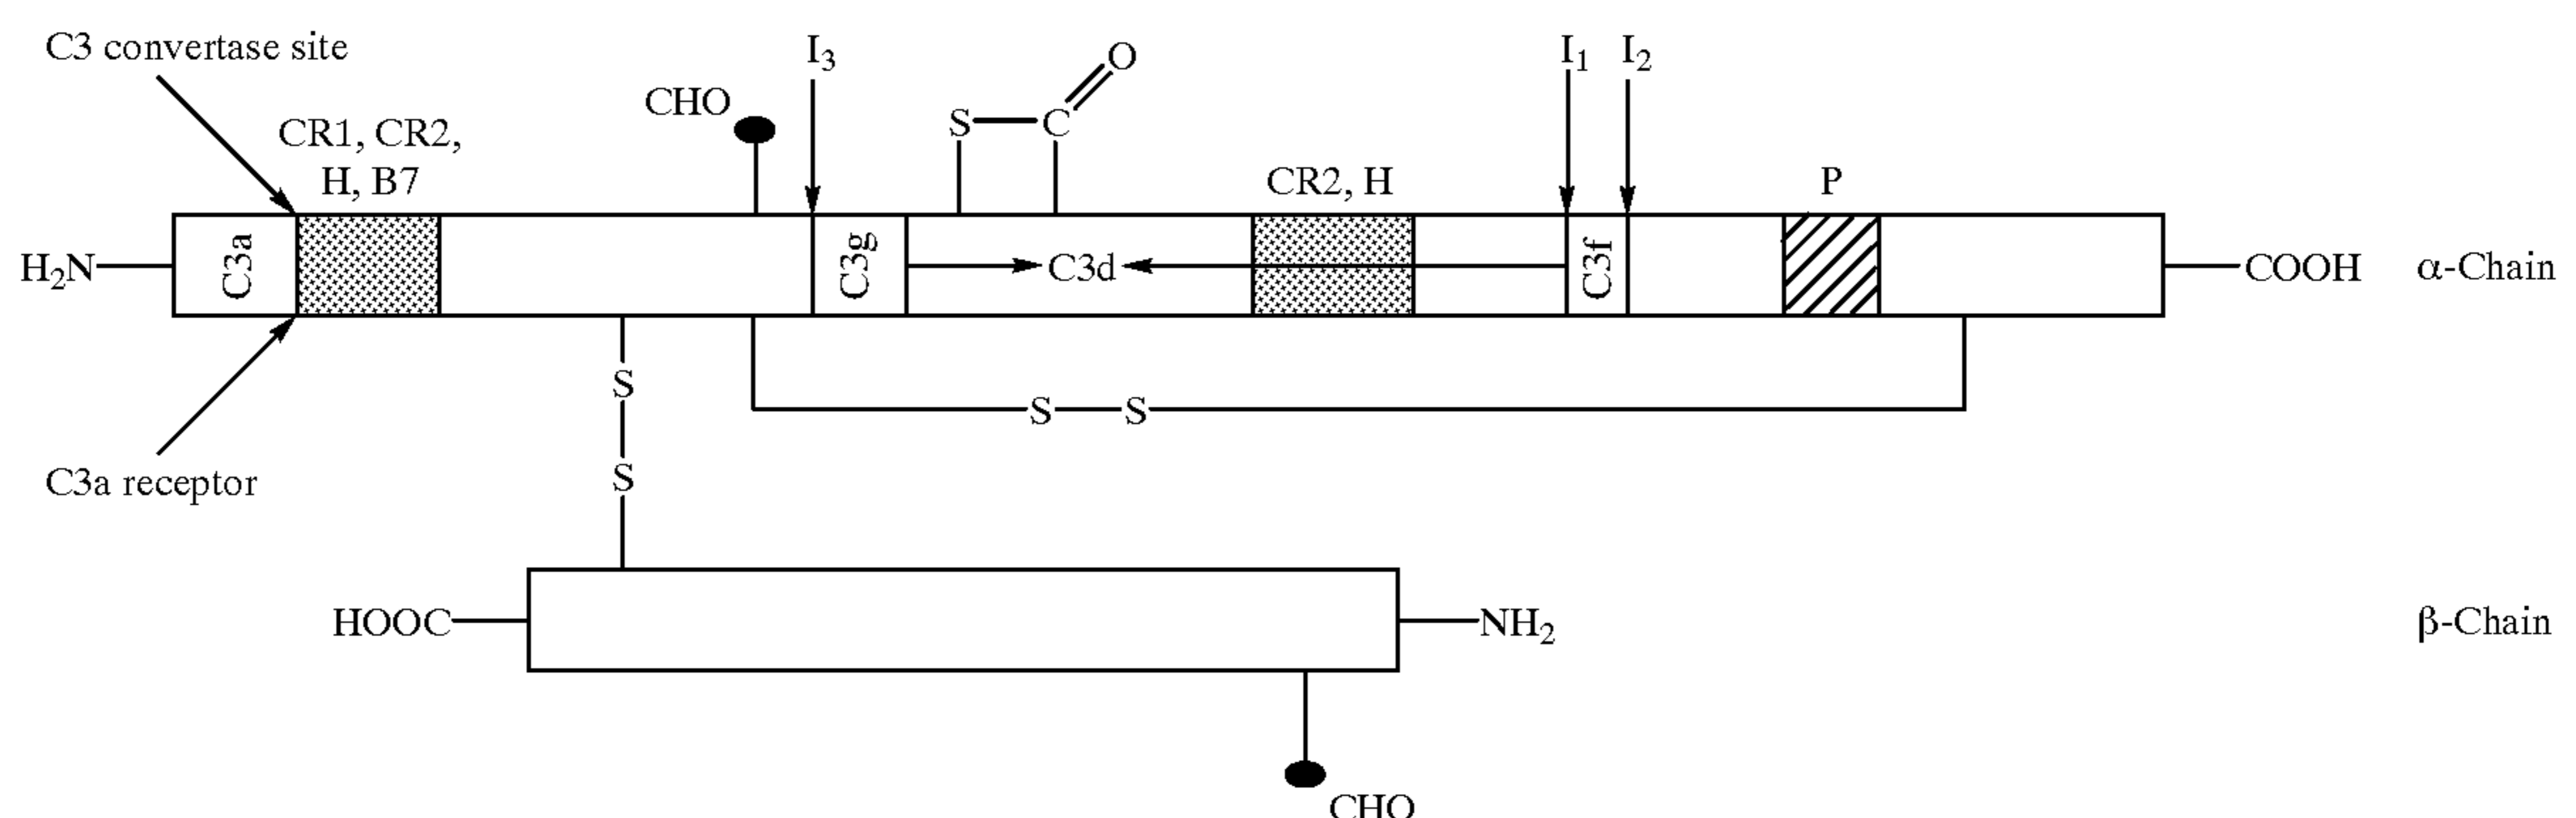 C3 convertase site
I3
I1
I2
O
CHO
S
C
CR1, CR2,
H, B7
CR2, H
P
H2N
C3a
C3g
C3d
C3f
COOH
α-Chain
S
S
S
S
C3a receptor
HOOC
NH2
β-Chain
CHO